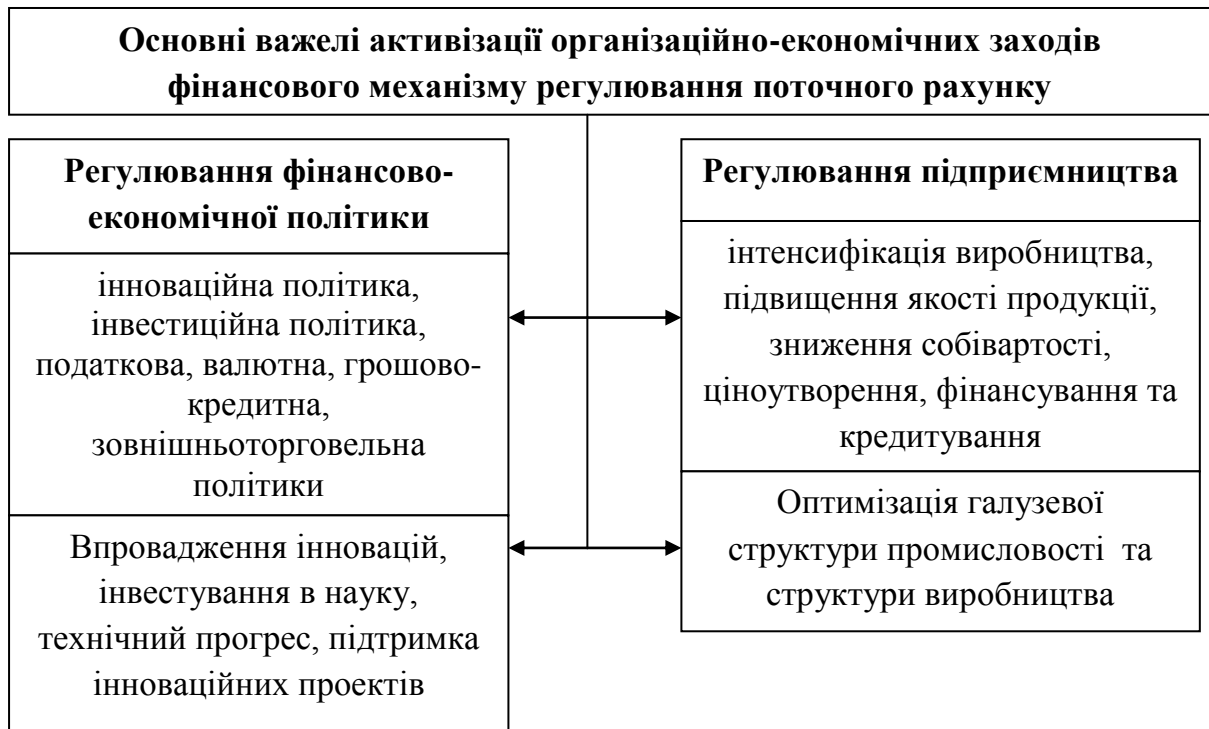 Основні важелі активізації організаційно-економічних заходів
фінансового механізму регулювання поточного рахунку
Регулювання фінансово-
економічної політики
інноваційна політика,
інвестиційна політика,
податкова, валютна, грошово-
кредитна,
зовнішньоторговельна
політики
Впровадження інновацій,
інвестування в науку,
технічний прогрес, підтримка
інноваційних проектів
Регулювання підприємництва
інтенсифікація виробництва,
підвищення якості продукції,
зниження собівартості,
ціноутворення, фінансування та
кредитування
Оптимізація галузевої
структури промисловості та
структури виробництва